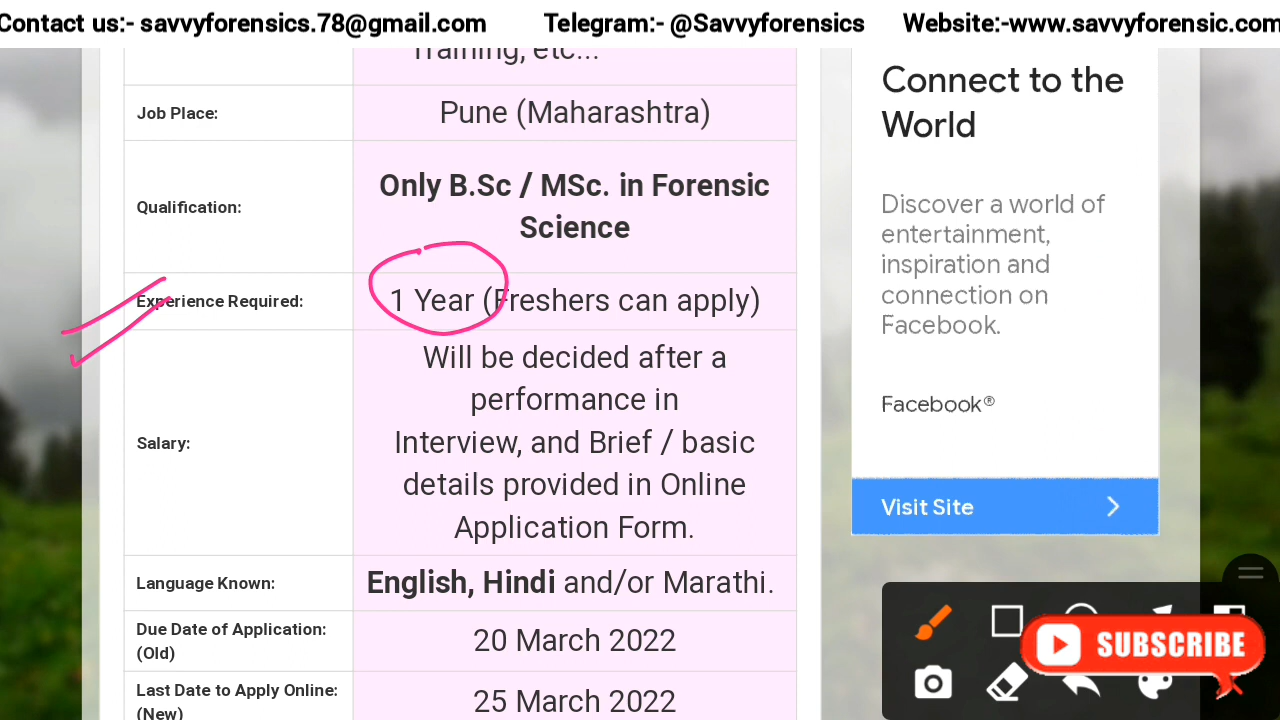 Contact us:- savvyforensics.78@gmail.com Telegram:- @Savvyforensics Website:-www.savvyforensic.com
Training, etc...
Job Place: Pune (Maharashtra)
Qualification: Only B.Sc / MSc. in Forensic
Science
Experience Required: 1 Year (Freshers can apply)
Salary: Will be decided after a
performance in
Interview, and Brief / basic
details provided in Online
Application Form.
Language Known: English, Hindi and/or Marathi.
Due Date of Application:
(Old)
20 March 2022
Last Date to Apply Online:
(New)
25 March 2022
Connect to the
World
Discover a world of
entertainment,
inspiration and
connection on
Facebook.
Facebook®
Visit Site
SUBSCRIBE